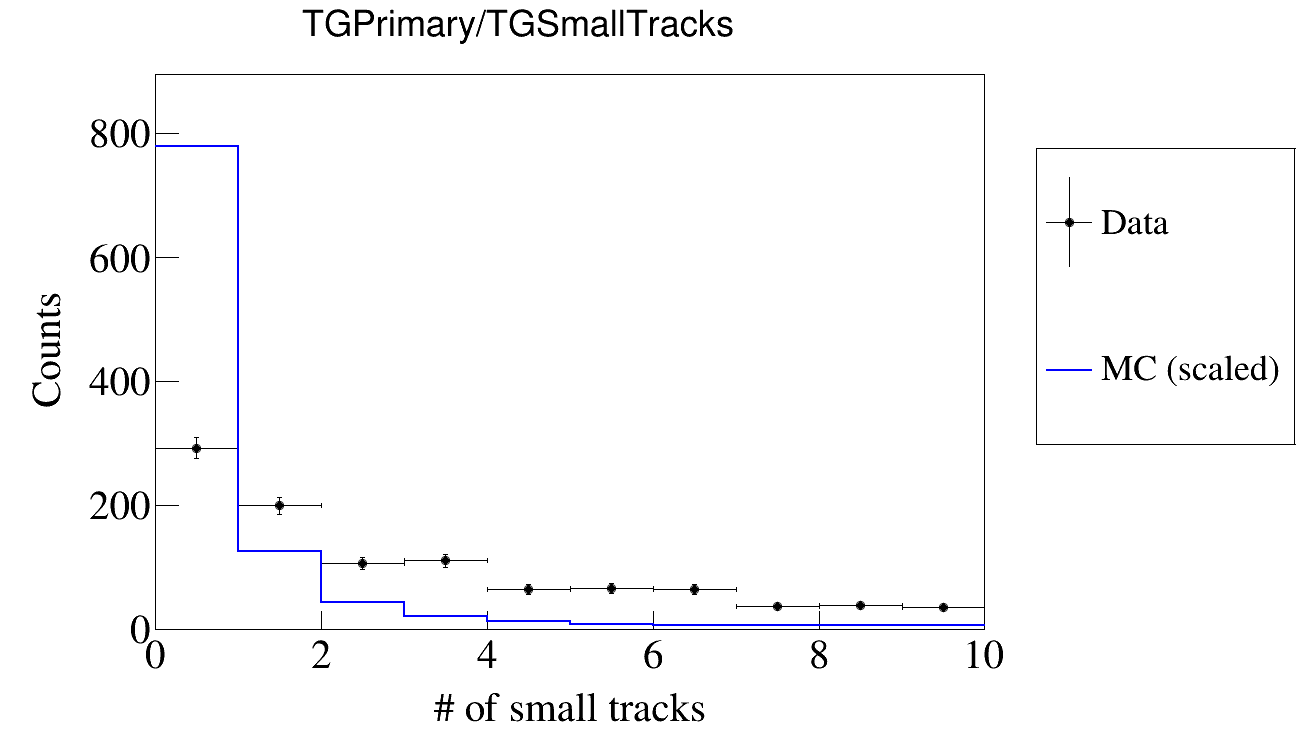 TGPrimary/TGSmallTracks
Counts
800
600
400
200
0
0 2 4 6 8 10
# of small tracks
Data
MC (scaled)